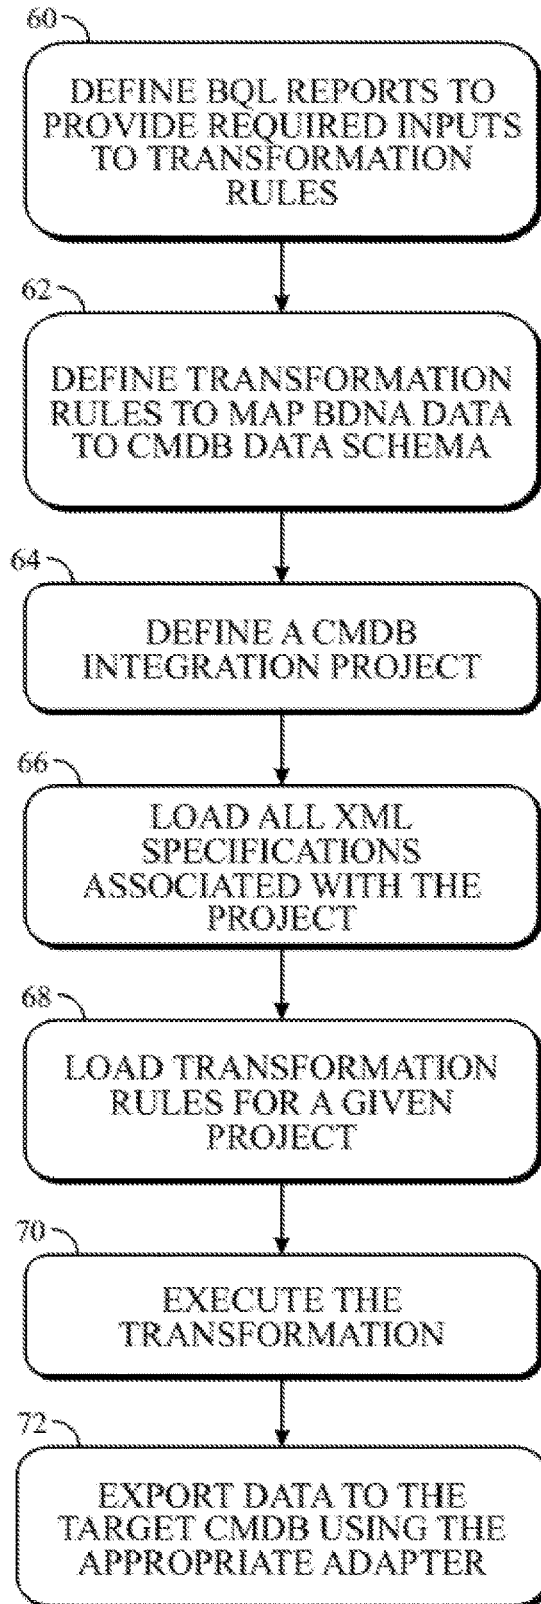 60
DEFINE BQL REPORTS TO
PROVIDE REQUIRED INPUTS
TO TRANSFORMATION
RULES
62
DEFINE TRANSFORMATION
RULES TO MAP BDNA DATA
TO CMDB DATA SCHEMA
64
DEFINE A CMDB
INTEGRATION PROJECT
66
LOAD ALL XML
SPECIFICATIONS
ASSOCIATED WITH THE
PROJECT
68
LOAD TRANSFORMATION
RULES FOR A GIVEN
PROJECT
70
EXECUTE THE
TRANSFORMATION
72
EXPORT DATA TO THE
TARGET CMDB USING THE
APPROPRIATE ADAPTER